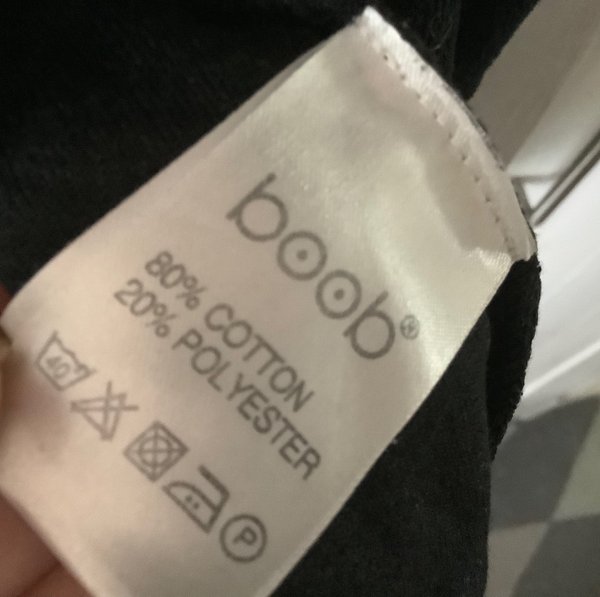 boob®
80% COTTON
20% POLYESTER
40
P